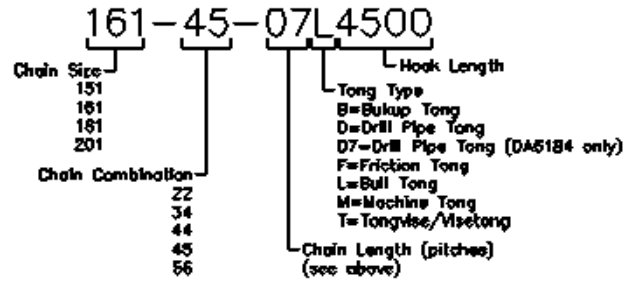 161-45-07L4500
Hook Length
Chain Size
151
161
181
201
Tong Type
B=Bukup Tong
D=Drill Pipe Tong
D7=Drill Pipe Tong (DA5184 only)
F=Friction Tong
L=Bull Tong
M=Machine Tong
T=Tongvise/Visetong
Chain Combination
22
34
44
45
56
Chain Length (pitches)
(see above)